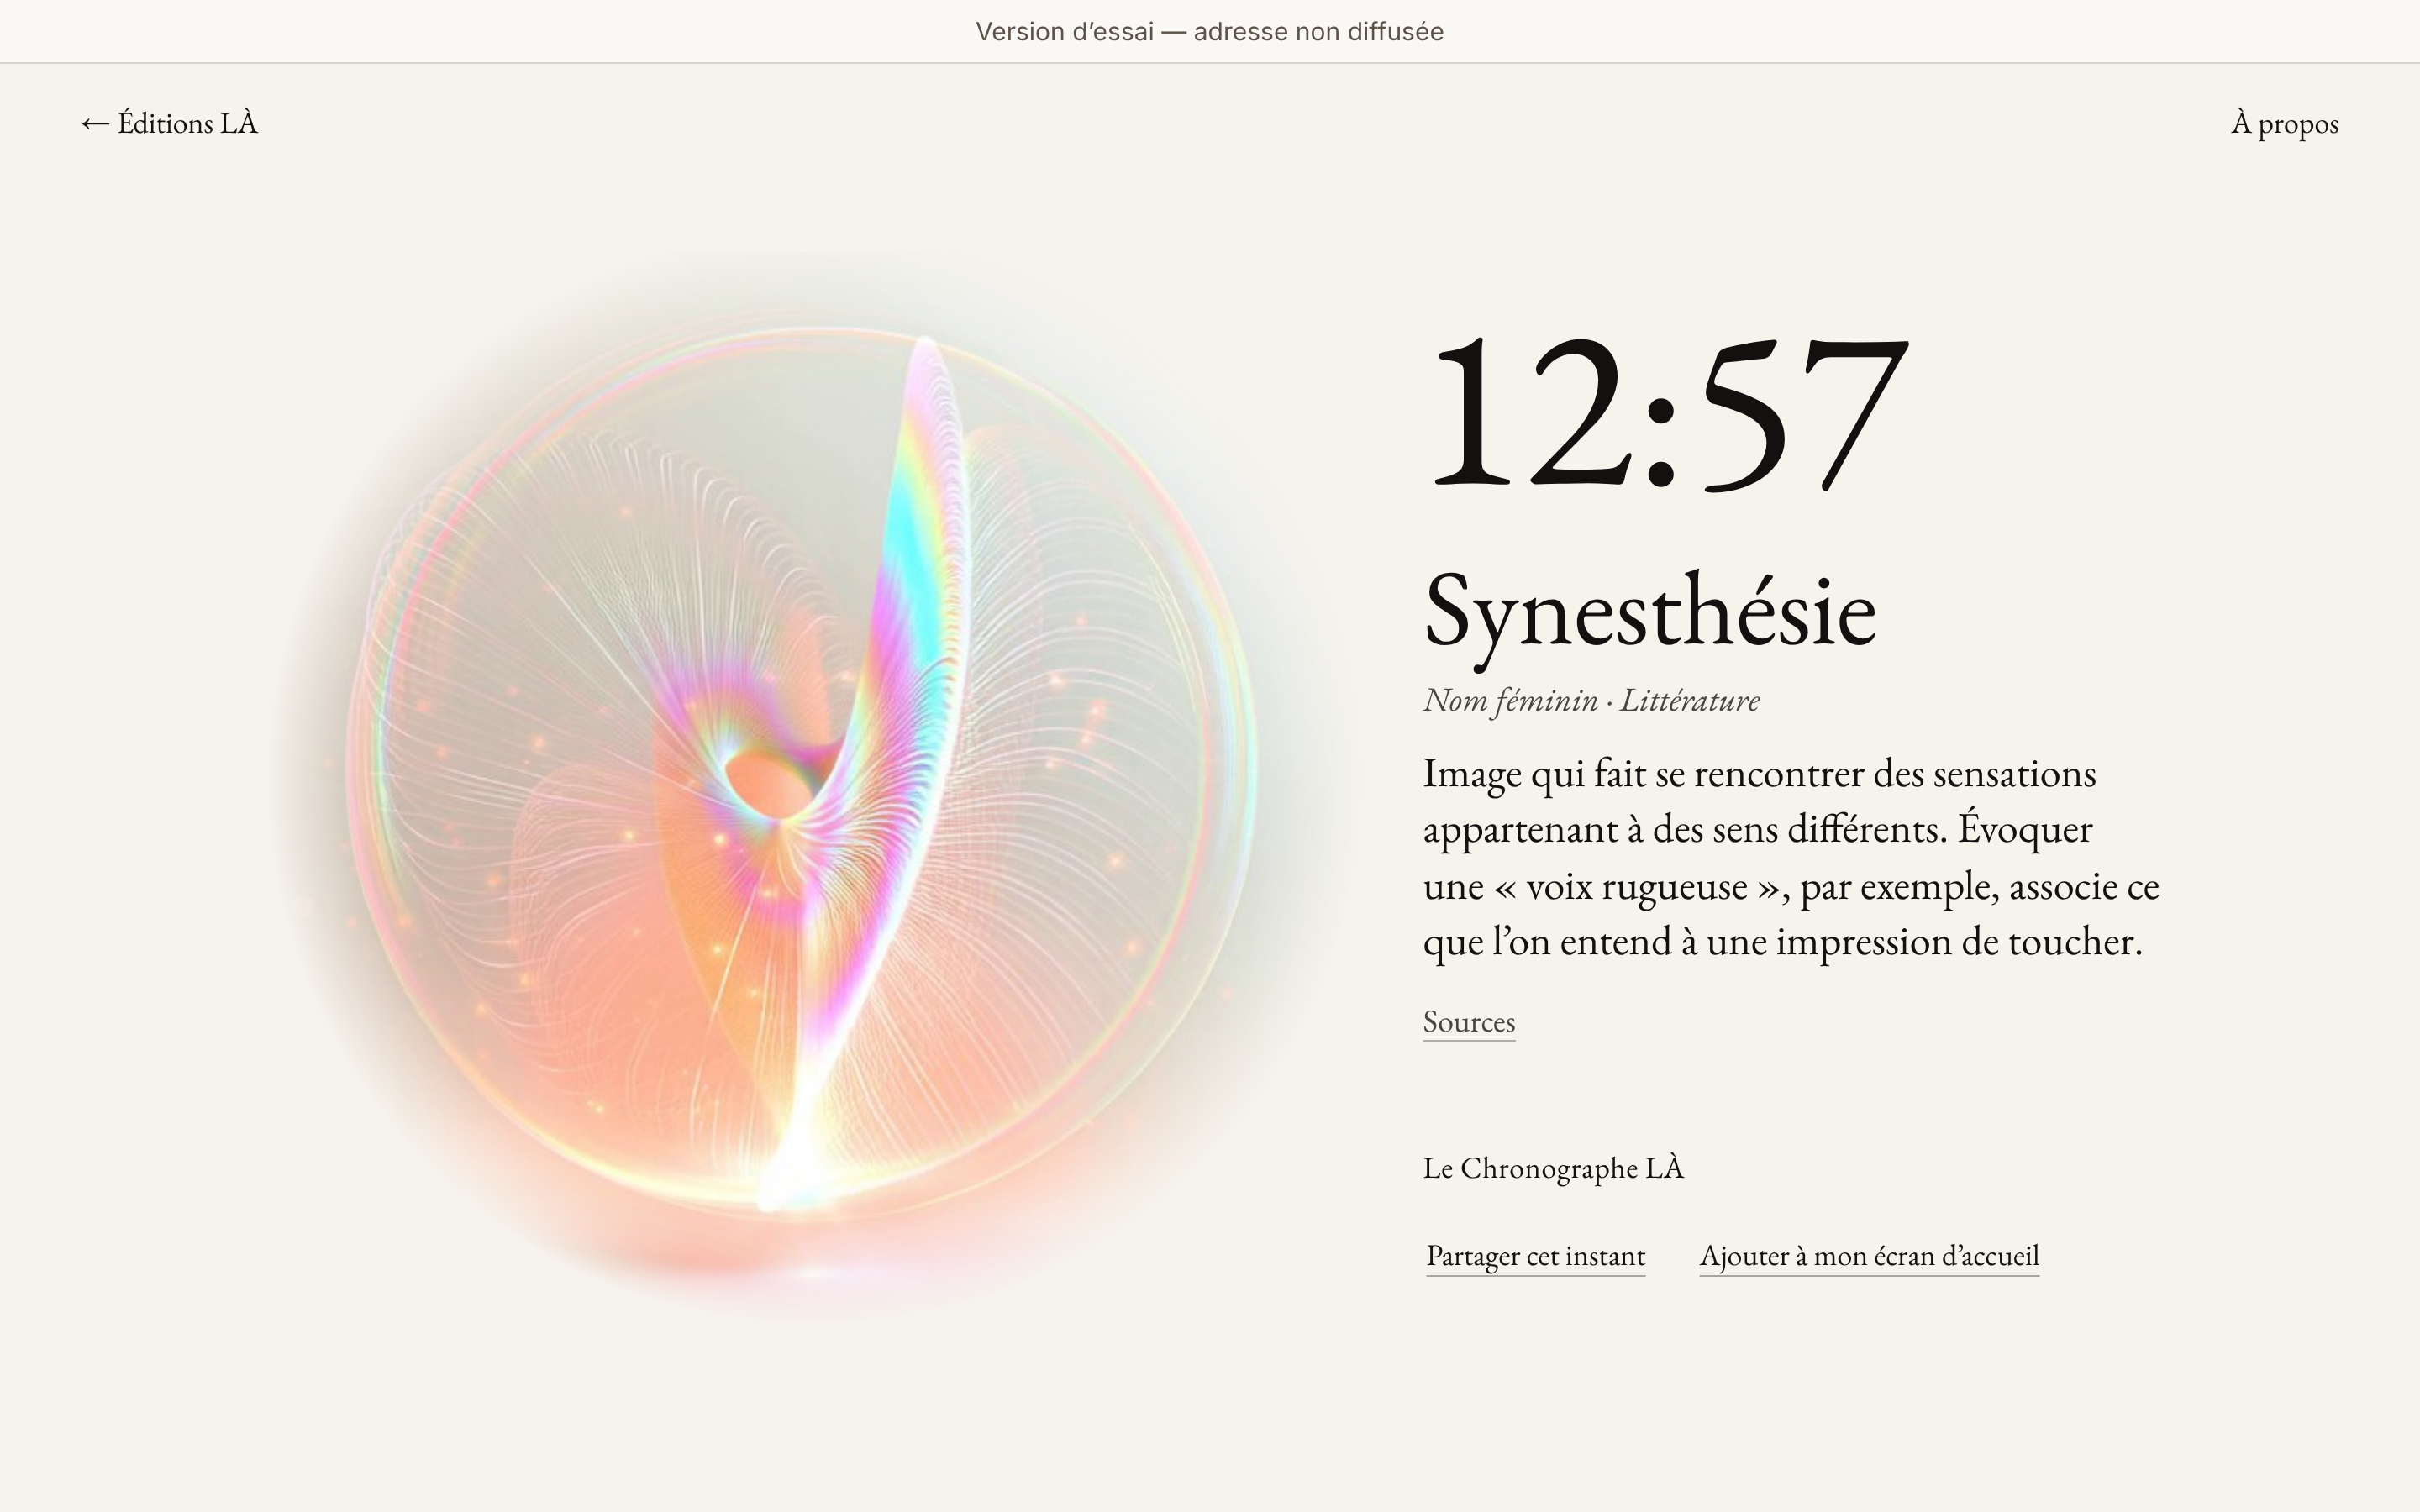 Version d’essai — adresse non diffusée
← Éditions LÀ
À propos
12:57
Synesthésie
Nom féminin · Littérature
Image qui fait se rencontrer des sensations
appartenant à des sens différents. Évoquer
une « voix rugueuse », par exemple, associe ce
que l’on entend à une impression de toucher.
Sources
Le Chronographe LÀ
Partager cet instant
Ajouter à mon écran d’accueil